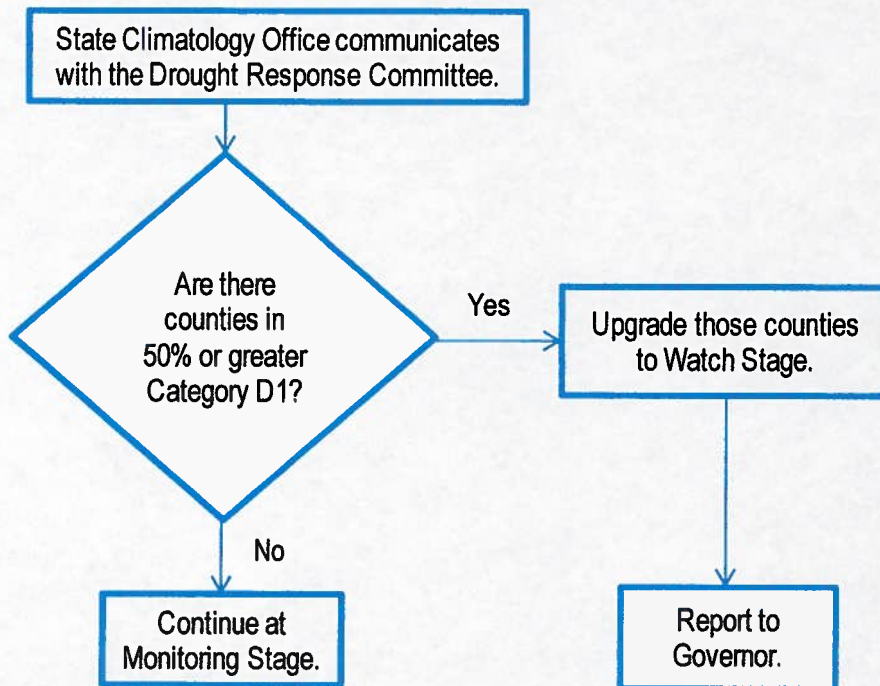 State Climatology Office communicates
with the Drought Response Committee.
Are there
counties in
50% or greater
Category D1?
Yes
Upgrade those counties
to Watch Stage.
No
Continue at
Monitoring Stage.
Report to
Governor.